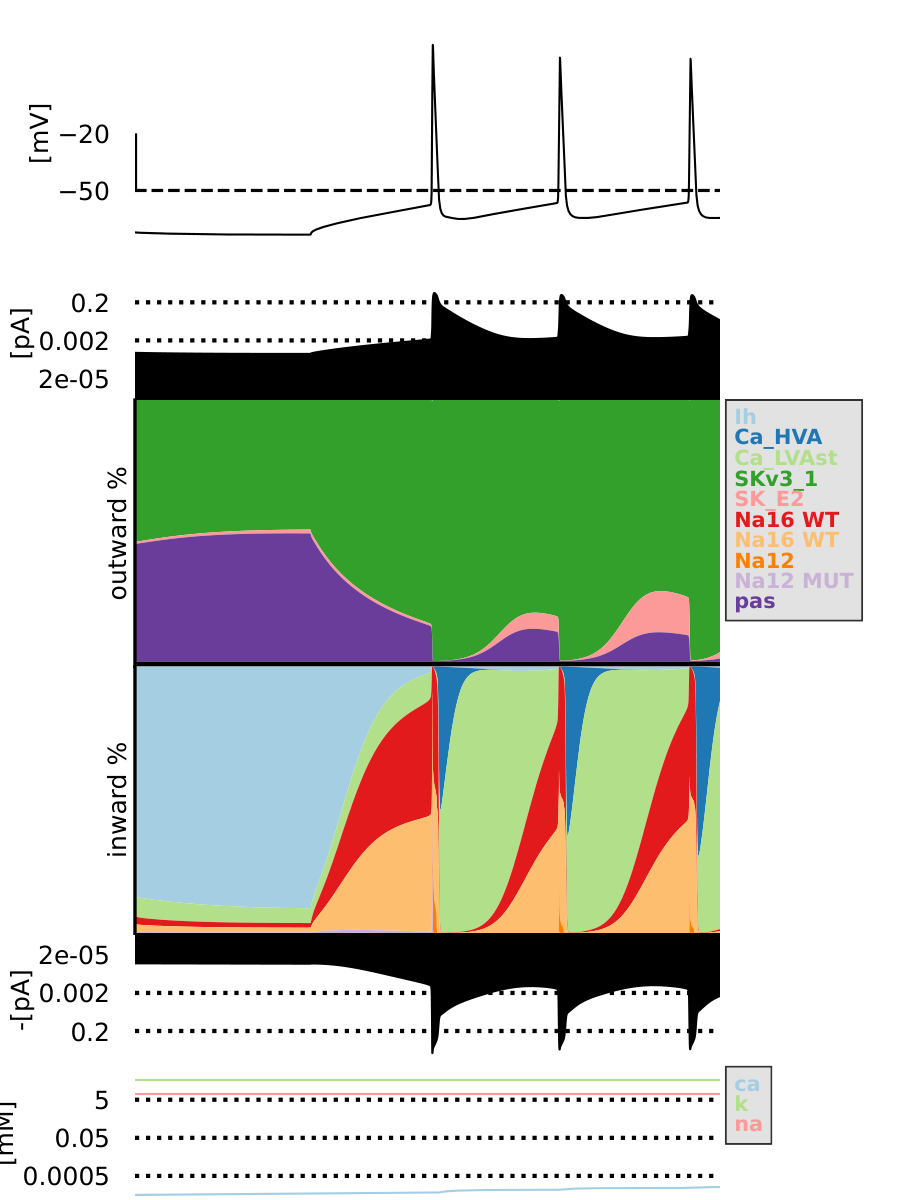 [mV]
−20
−50
[pA]
0.2
0.002
2e-05
outward %
Ih
Ca_HVA
Ca_LVAst
SKv3_1
SK_E2
Na16 WT
Na16 WT
Na12
Na12 MUT
pas
inward %
-[pA]
2e-05
0.002
0.2
[mM]
5
0.05
0.0005
ca
k
na